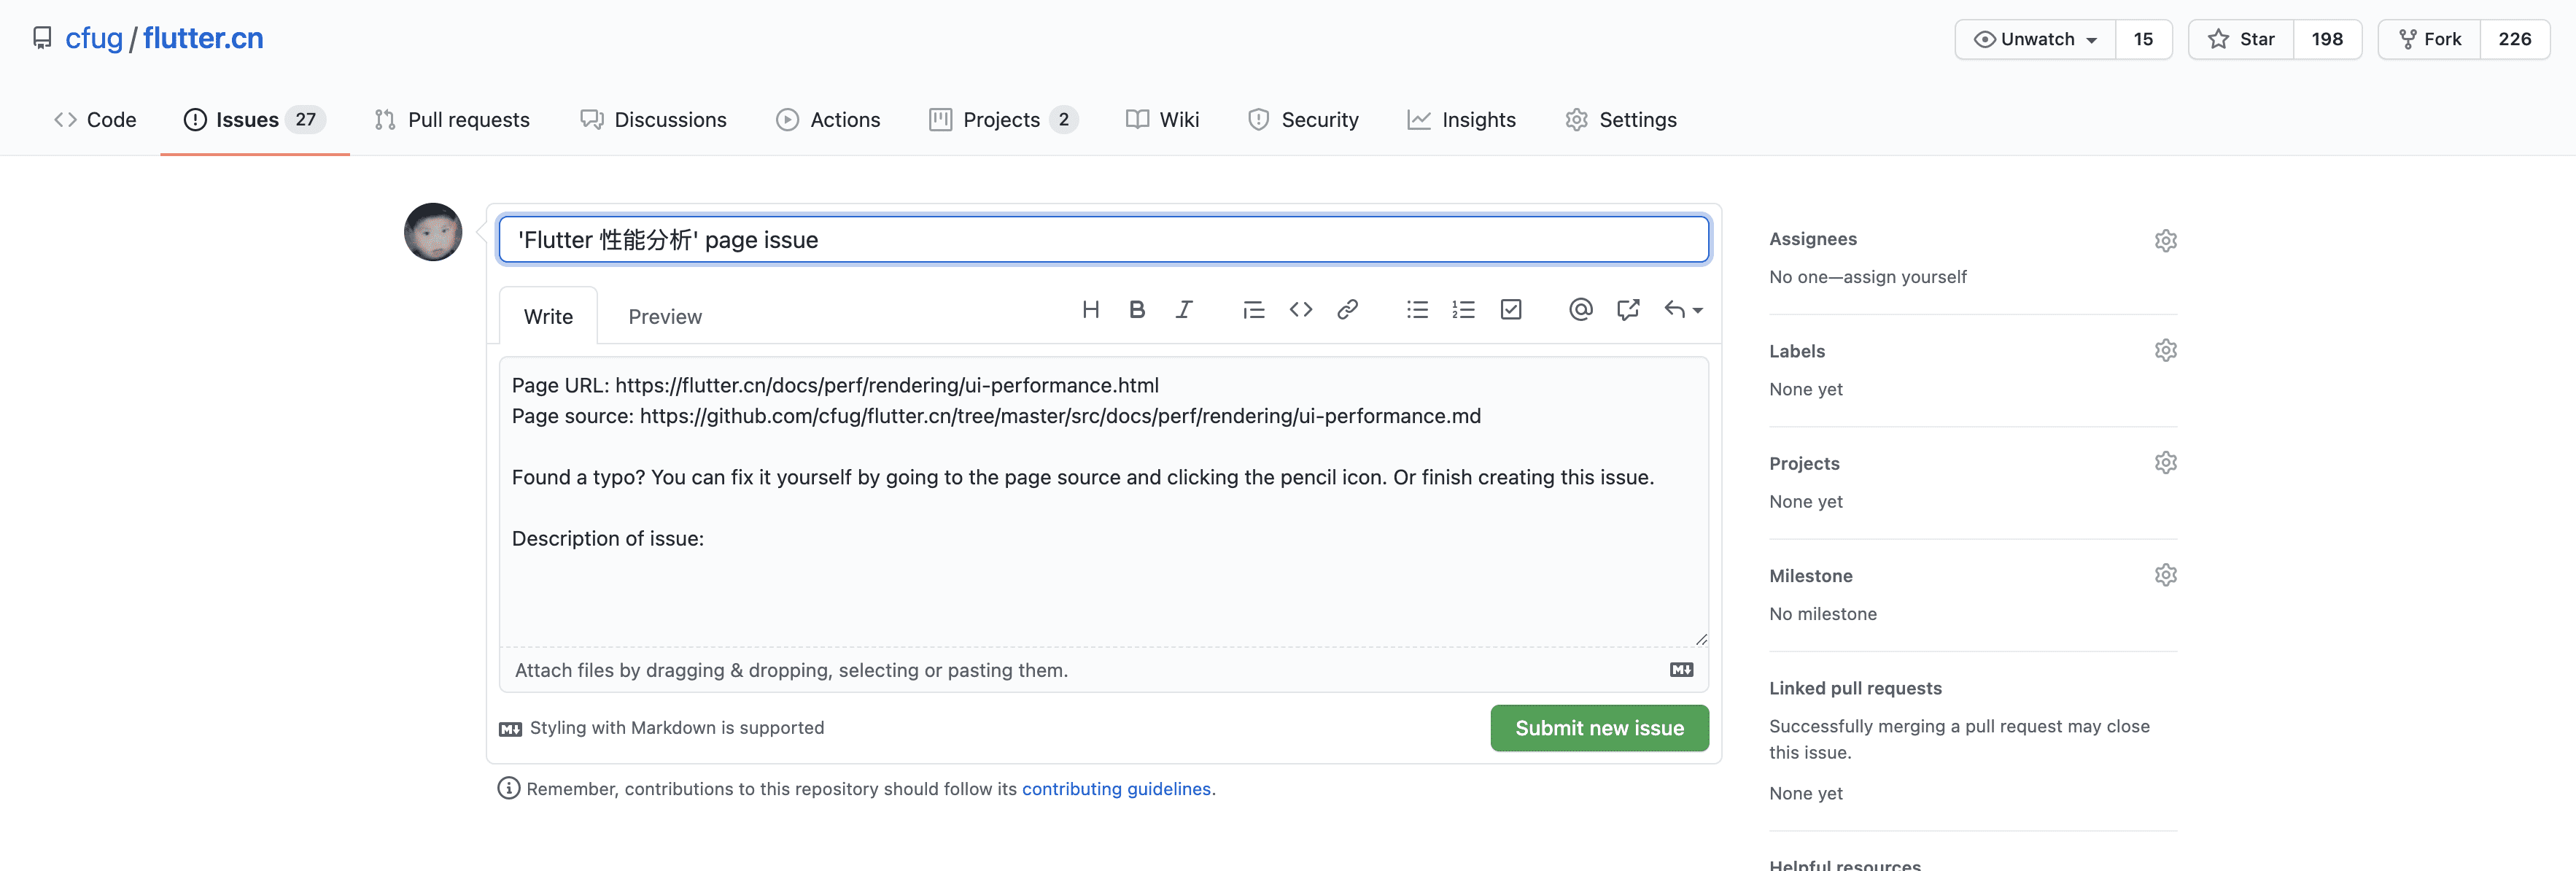 cfug / flutter.cn
Unwatch 15
Star 198
Fork 226
Code
Issues 27
Pull requests
Discussions
Actions
Projects 2
Wiki
Security
Insights
Settings
'Flutter 性能分析' page issue
Write
Preview
Page URL: https://flutter.cn/docs/perf/rendering/ui-performance.html
Page source: https://github.com/cfug/flutter.cn/tree/master/src/docs/perf/rendering/ui-performance.md
Found a typo? You can fix it yourself by going to the page source and clicking the pencil icon. Or finish creating this issue.
Description of issue:
Attach files by dragging & dropping, selecting or pasting them.
Styling with Markdown is supported
Submit new issue
Remember, contributions to this repository should follow its contributing guidelines.
Assignees
No one—assign yourself
Labels
None yet
Projects
None yet
Milestone
No milestone
Linked pull requests
Successfully merging a pull request may close
this issue.
None yet
Helpful resources